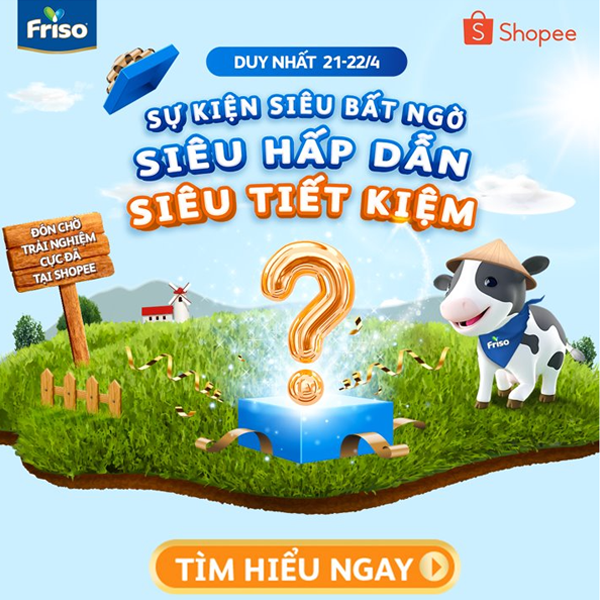 Friso
Shopee
DUY NHẤT 21-22/4
SỰ KIỆN SIÊU BẤT NGỜ
SIÊU HẤP DẪN
SIÊU TIẾT KIỆM
ĐÓN CHỜ
TRẢI NGHIỆM
CỰC ĐÃ
TẠI SHOPEE
Friso
TÌM HIỂU NGAY